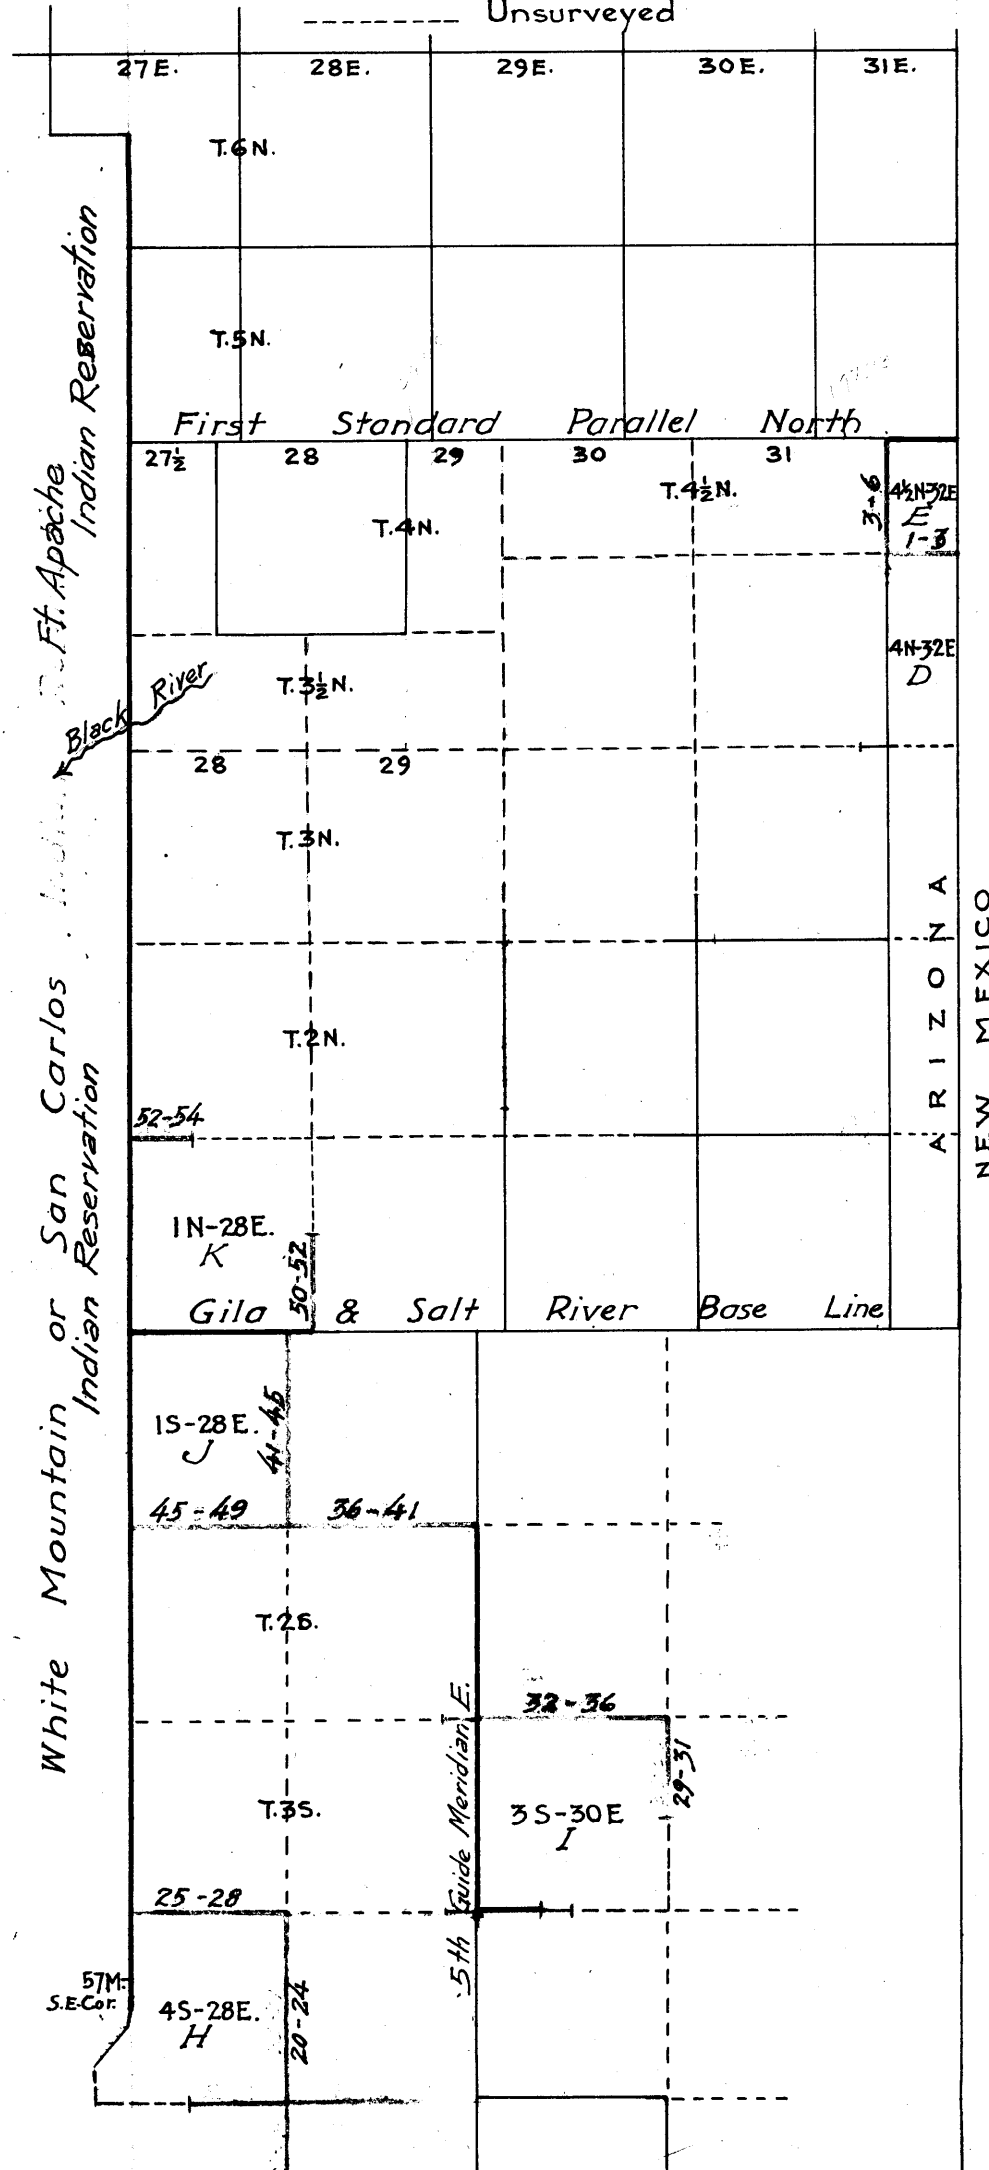 Unsurveyed
27E. 28E. 29E. 30E. 31E.
T.6N.
T.5N.
First Standard Parallel North
27½ 28 29 30 31
T.4½N.
T.4N.
3-6
4½N-32E
E
1-3
4N-32E
D
Ft. Apache
Indian Reservation
Black River
T.3½N.
28 29
T.3N.
T.2N.
ARIZONA
NEW MEXICO
52-54
1N-28E.
K
50-52
Gila & Salt River Base Line
White Mountain or San Carlos
Indian Reservation
1S-28E.
J
41-45
45-49 36-41
T.2S.
32-36
29-31
T.3S.
3S-30E
I
5th Guide Meridian E.
25-28
57M.
S.E.Cor.
4S-28E.
H
20-24